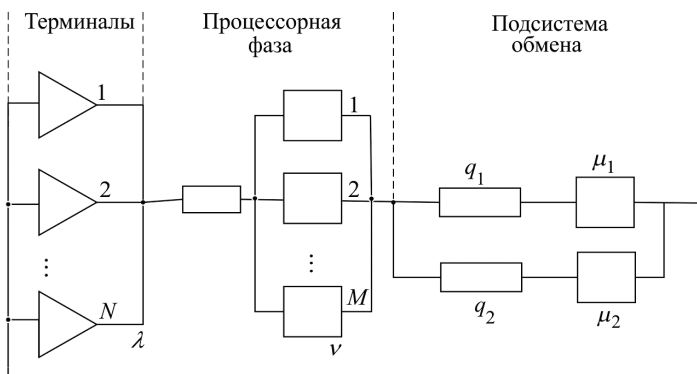 Терминалы
Процессорная
фаза
Подсистема
обмена
1
2
...
N
λ
1
2
...
M
ν
q1
μ1
q2
μ2